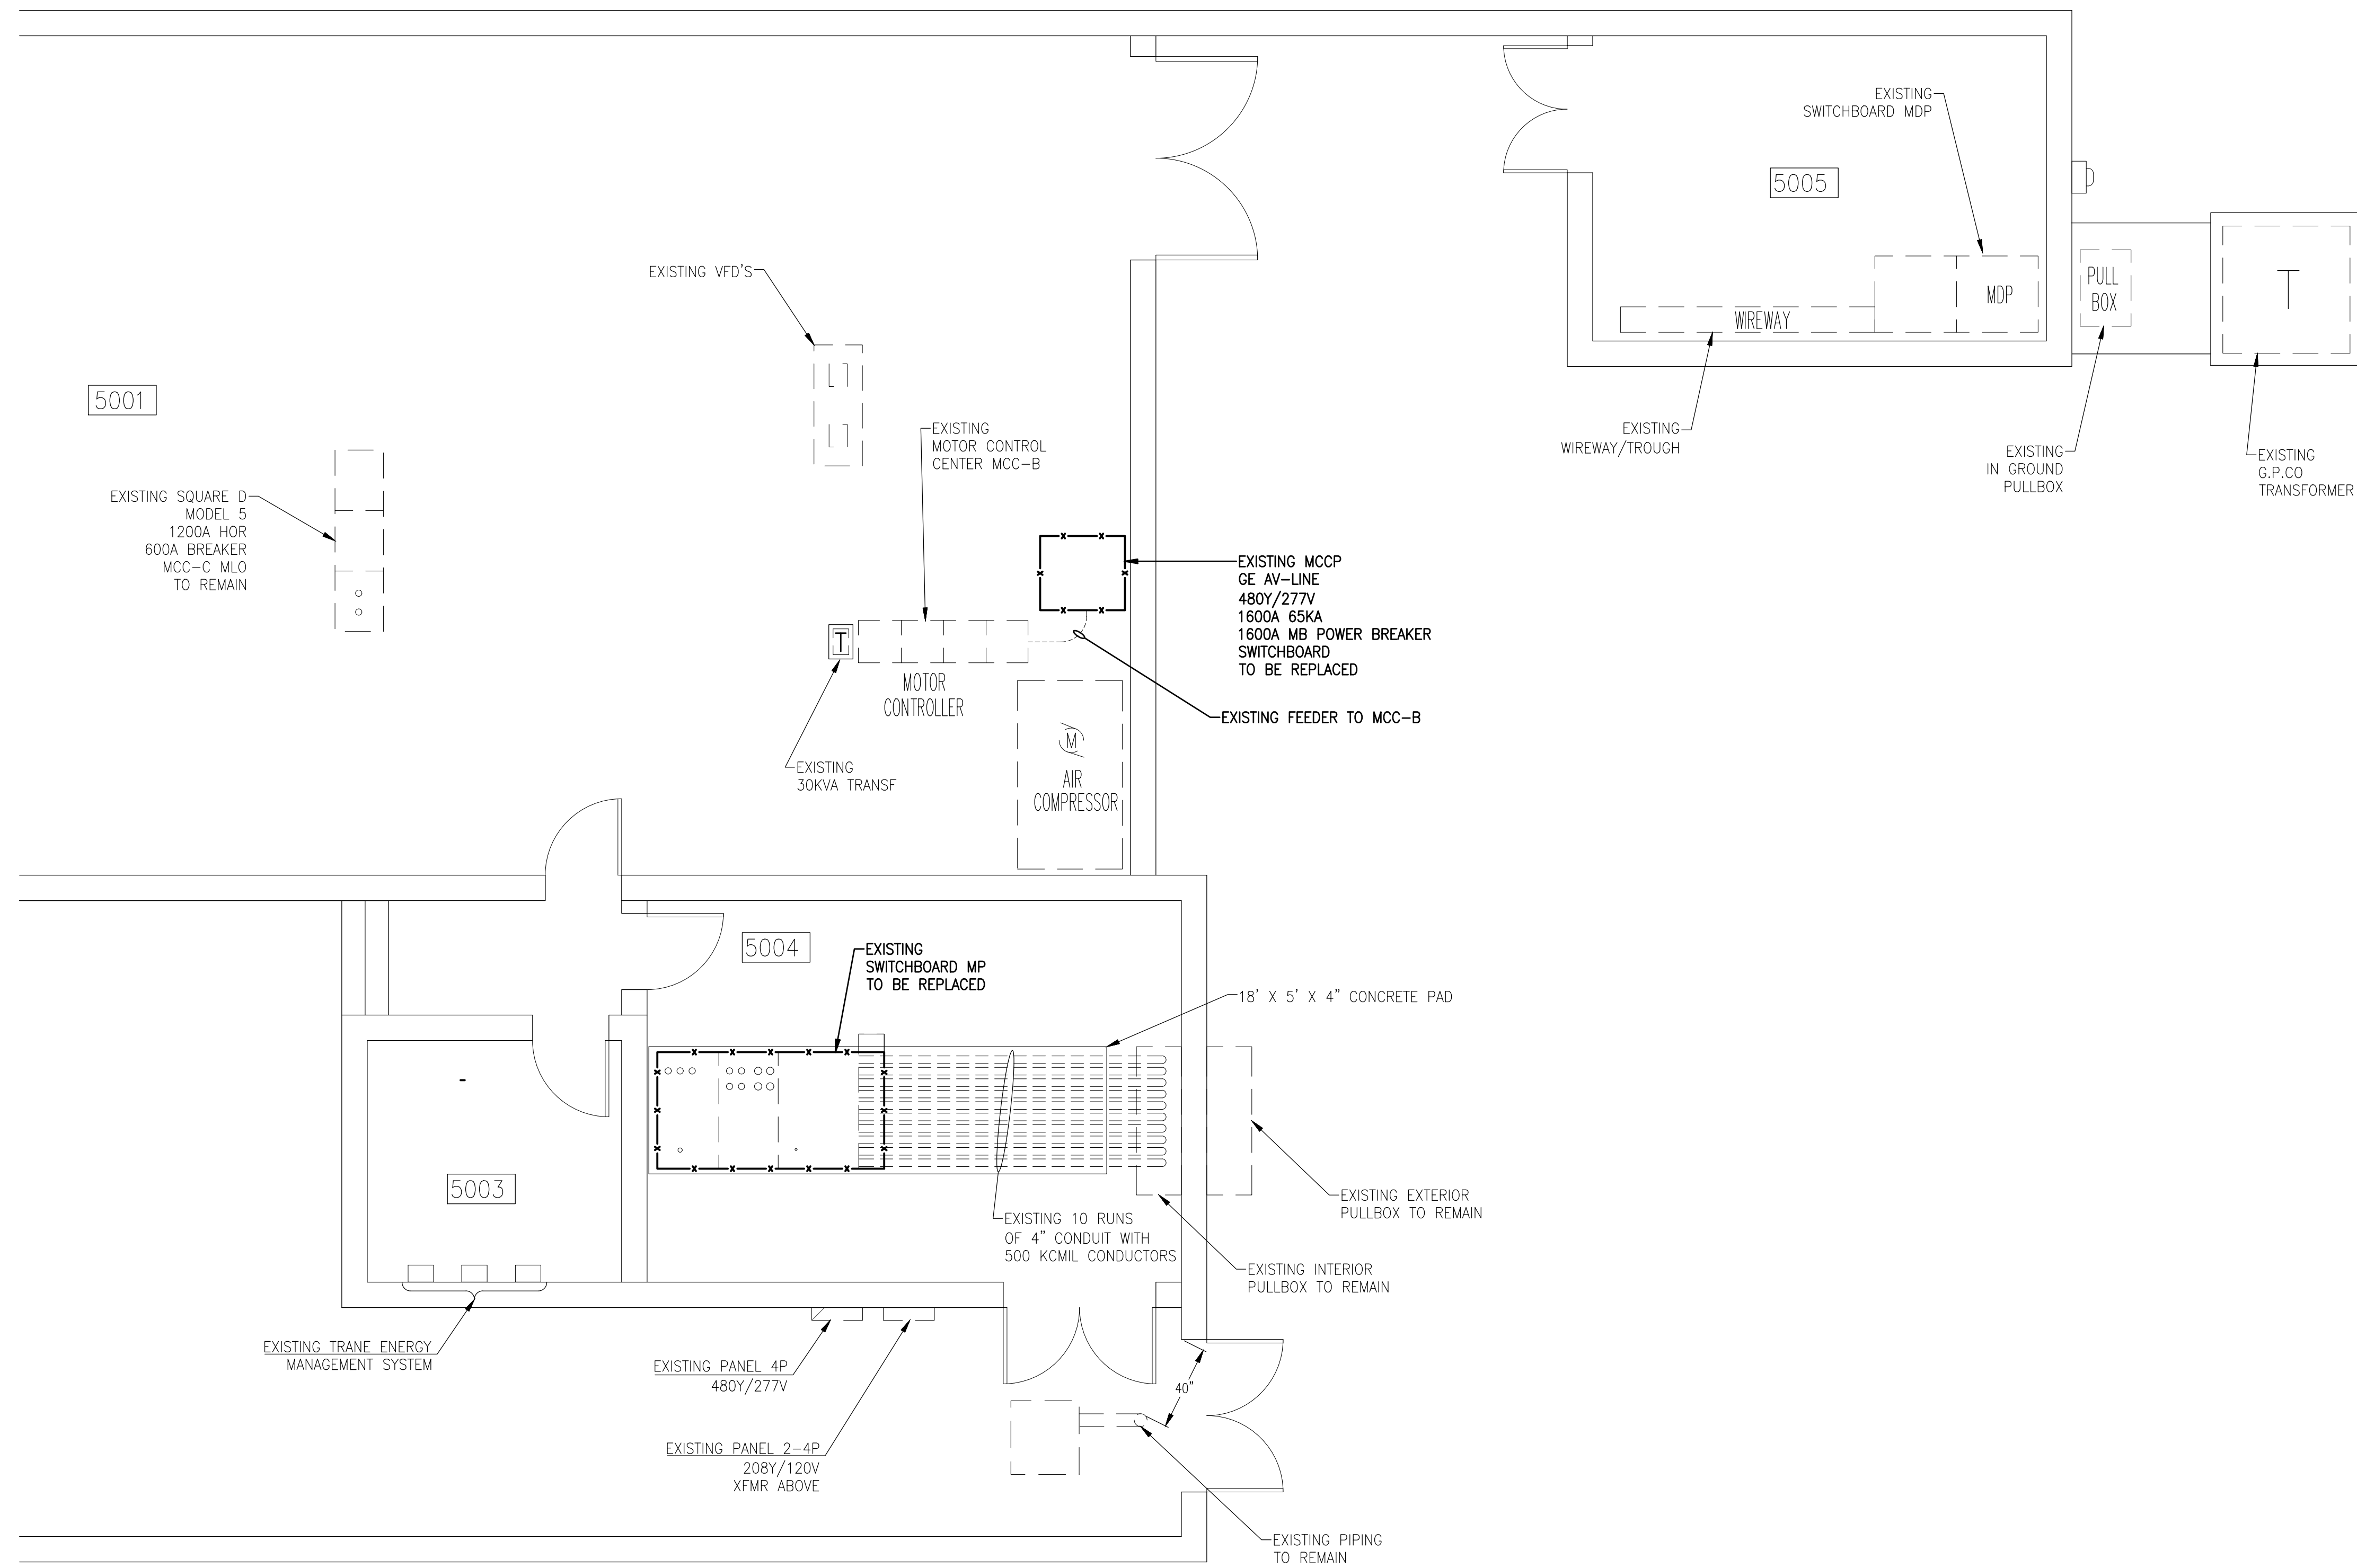 EXISTING
SWITCHBOARD MDP
5005
MDP
WIREWAY
PULL
BOX
T
EXISTING
WIREWAY/TROUGH
EXISTING
IN GROUND
PULLBOX
EXISTING
G.P.CO
TRANSFORMER
EXISTING VFD'S
5001
EXISTING SQUARE D
MODEL 5
1200A HOR
600A BREAKER
MCC-C MLO
TO REMAIN
EXISTING
MOTOR CONTROL
CENTER MCC-B
EXISTING MCCP
GE AV-LINE
480Y/277V
1600A 65KA
1600A MB POWER BREAKER
SWITCHBOARD
TO BE REPLACED
T
MOTOR
CONTROLLER
EXISTING FEEDER TO MCC-B
M
AIR
COMPRESSOR
EXISTING
30KVA TRANSF
5004
EXISTING
SWITCHBOARD MP
TO BE REPLACED
18' X 5' X 4" CONCRETE PAD
5003
EXISTING EXTERIOR
PULLBOX TO REMAIN
EXISTING 10 RUNS
OF 4" CONDUIT WITH
500 KCMIL CONDUCTORS
EXISTING INTERIOR
PULLBOX TO REMAIN
EXISTING TRANE ENERGY
MANAGEMENT SYSTEM
EXISTING PANEL 4P
480Y/277V
40"
EXISTING PANEL 2-4P
208Y/120V
XFMR ABOVE
EXISTING PIPING
TO REMAIN